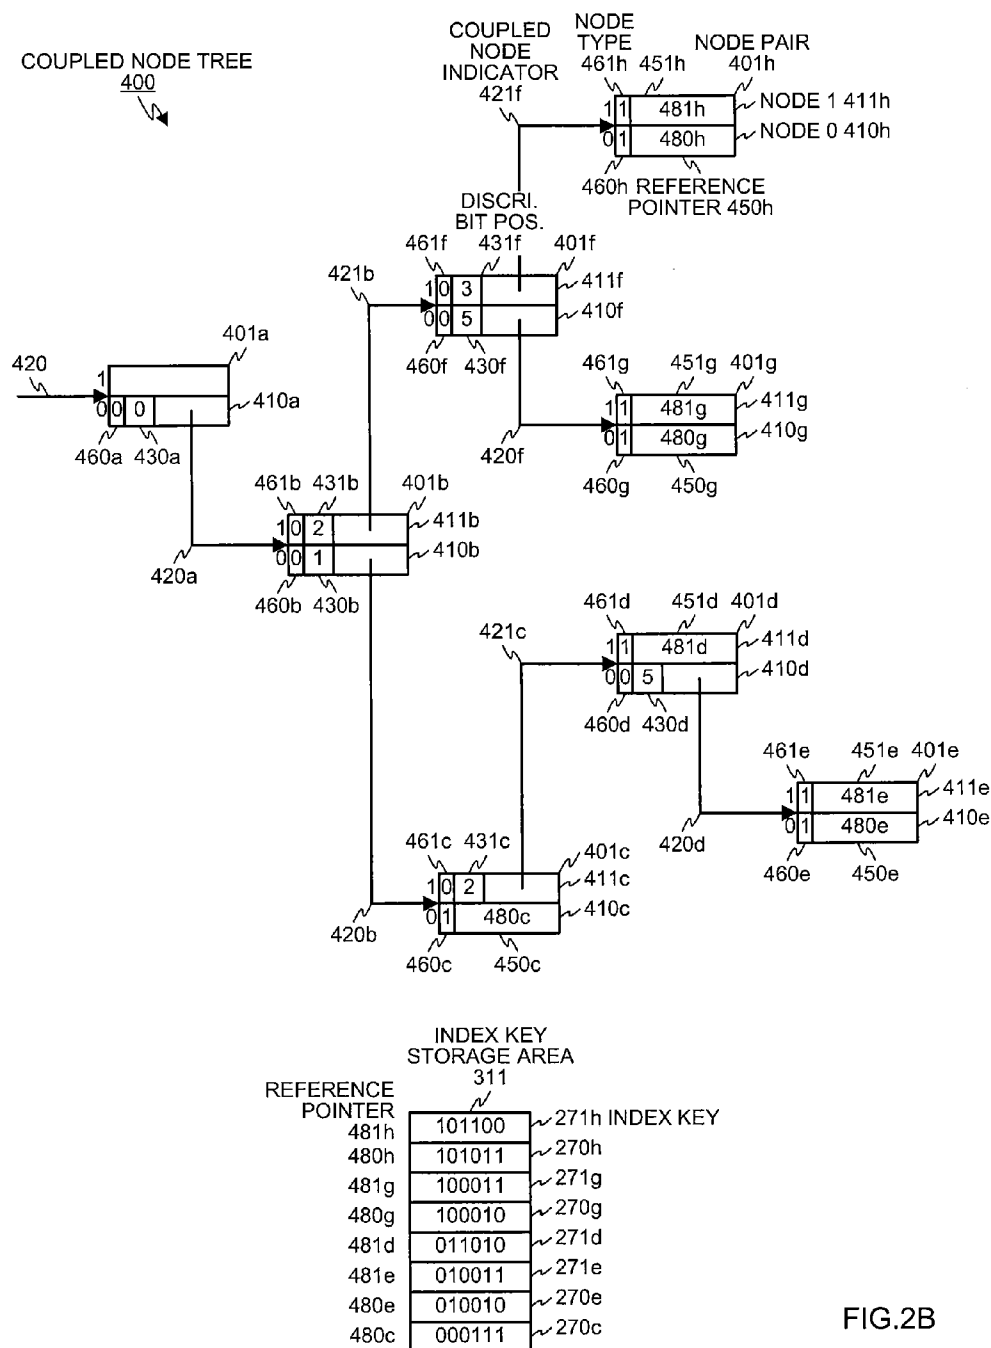 COUPLED NODE TREE
400
COUPLED
NODE
INDICATOR
421f
NODE
TYPE
461h
451h
NODE PAIR
401h
1 1 481h
NODE 1 411h
0 1 480h
NODE 0 410h
460h
REFERENCE
POINTER 450h
DISCRI.
BIT POS.
461f
431f
401f
421b
1 0 3
411f
0 0 5
410f
460f
430f
401a
420
1
0 0 0
410a
460a
430a
461g
451g
401g
1 1 481g
411g
0 1 480g
410g
420f
460g
450g
461b
431b
401b
1 0 2
411b
0 0 1
410b
420a
460b
430b
461d
451d
401d
421c
1 1 481d
411d
0 0 5
410d
460d
430d
461e
451e
401e
1 1 481e
411e
0 1 480e
410e
420d
460e
450e
461c
431c
401c
1 0 2
411c
0 1 480c
410c
420b
460c
450c
INDEX KEY
STORAGE AREA
311
REFERENCE
POINTER
481h 101100 271h INDEX KEY
480h 101011 270h
481g 100011 271g
480g 100010 270g
481d 011010 271d
481e 010011 271e
480e 010010 270e
480c 000111 270c
FIG.2B